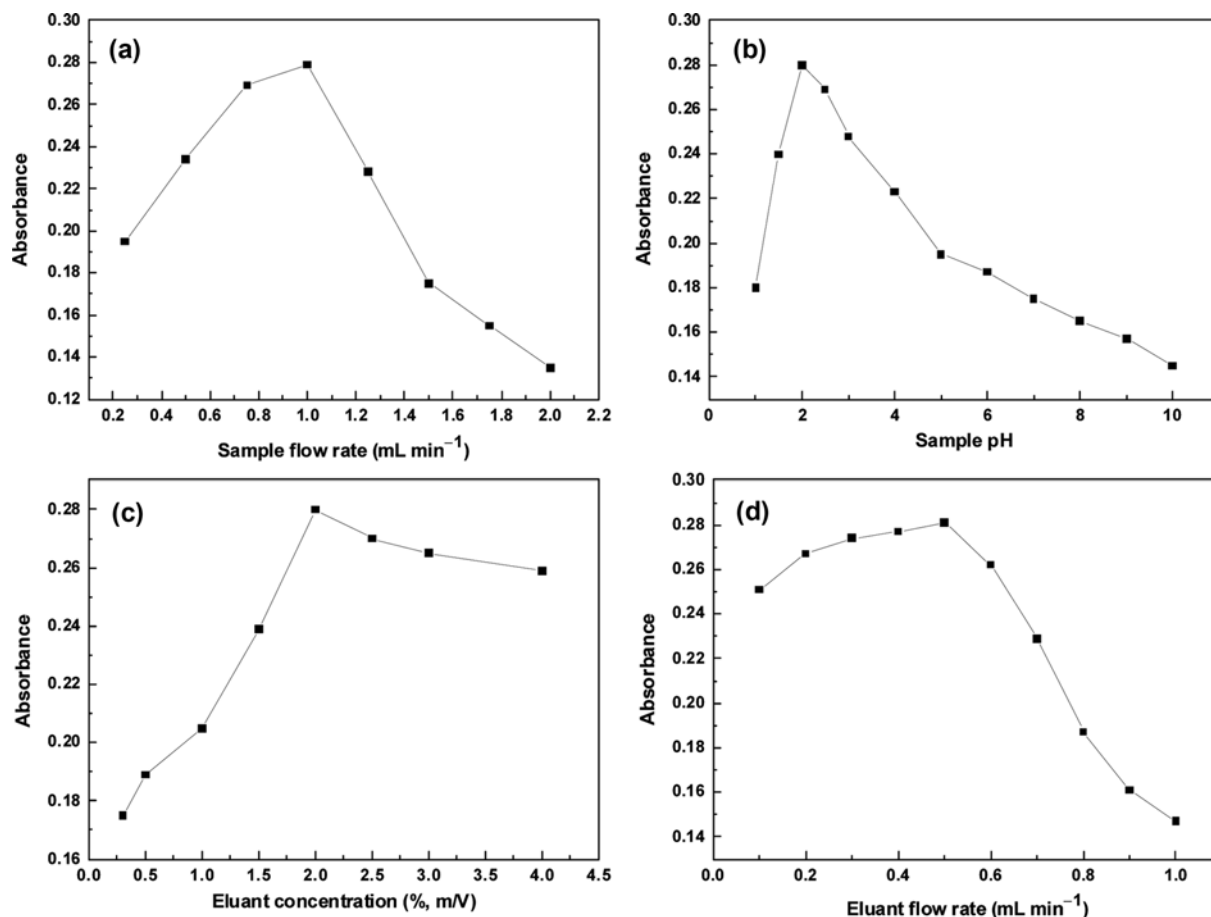 (a)
Absorbance
0.30
0.28
0.26
0.24
0.22
0.20
0.18
0.16
0.14
0.12
0.2 0.4 0.6 0.8 1.0 1.2 1.4 1.6 1.8 2.0 2.2
Sample flow rate (mL min⁻¹)
(b)
Absorbance
0.30
0.28
0.26
0.24
0.22
0.20
0.18
0.16
0.14
0 2 4 6 8 10
Sample pH
(c)
Absorbance
0.28
0.26
0.24
0.22
0.20
0.18
0.16
0.0 0.5 1.0 1.5 2.0 2.5 3.0 3.5 4.0 4.5
Eluant concentration (%, m/V)
(d)
Absorbance
0.30
0.28
0.26
0.24
0.22
0.20
0.18
0.16
0.14
0.0 0.2 0.4 0.6 0.8 1.0
Eluant flow rate (mL min⁻¹)